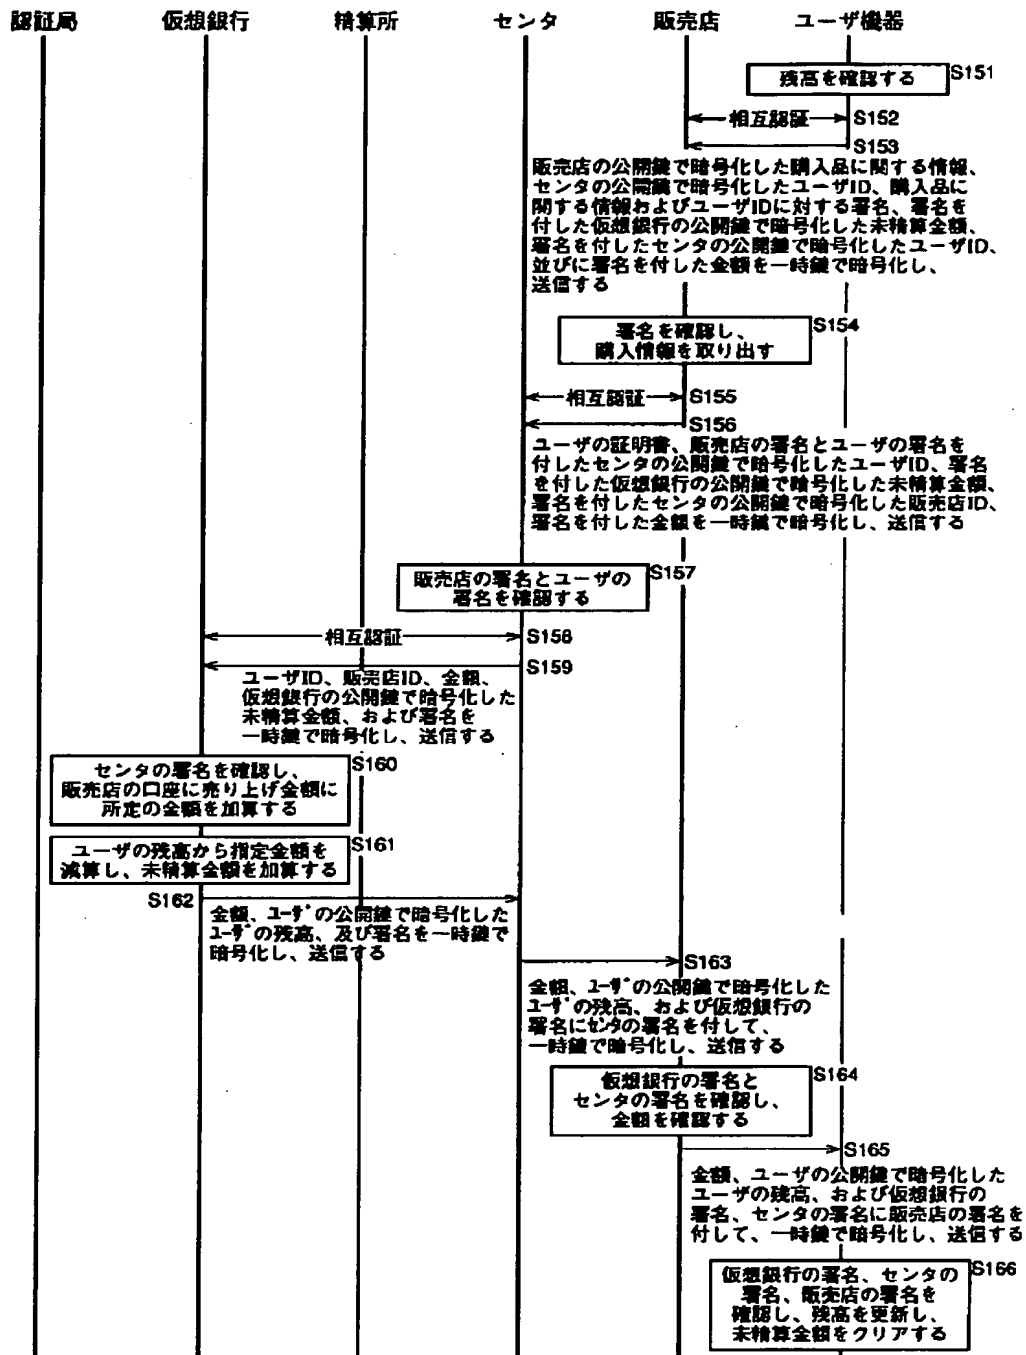 認証局 仮想銀行 精算所 センタ 販売店 ユーザ機器
残高を確認する S151
相互認証 S152
S153
販売店の公開鍵で暗号化した購入品に関する情報、
センタの公開鍵で暗号化したユーザID、購入品に
関する情報およびユーザIDに対する署名、署名を
付した仮想銀行の公開鍵で暗号化した未精算金額、
署名を付したセンタの公開鍵で暗号化したユーザID、
並びに署名を付した金額を一時鍵で暗号化し、
送信する
署名を確認し、 S154
購入情報を取り出す
相互認証 S155
S156
ユーザの証明書、販売店の署名とユーザの署名を
付したセンタの公開鍵で暗号化したユーザID、署名
を付した仮想銀行の公開鍵で暗号化した未精算金額、
署名を付したセンタの公開鍵で暗号化した販売店ID、
署名を付した金額を一時鍵で暗号化し、送信する
販売店の署名とユーザの S157
署名を確認する
相互認証 S158
S159
ユーザID、販売店ID、金額、
仮想銀行の公開鍵で暗号化した
未精算金額、および署名を
一時鍵で暗号化し、送信する
センタの署名を確認し、 S160
販売店の口座に売り上げ金額に
所定の金額を加算する
ユーザの残高から指定金額を S161
減算し、未精算金額を加算する
S162
金額、ユーザの公開鍵で暗号化した
ユーザの残高、及び署名を一時鍵で
暗号化し、送信する
S163
金額、ユーザの公開鍵で暗号化した
ユーザの残高、および仮想銀行の
署名にセンタの署名を付して、
一時鍵で暗号化し、送信する
仮想銀行の署名と S164
センタの署名を確認し、
金額を確認する
S165
金額、ユーザの公開鍵で暗号化した
ユーザの残高、および仮想銀行の
署名、センタの署名に販売店の署名を
付して、一時鍵で暗号化し、送信する
仮想銀行の署名、センタの S166
署名、販売店の署名を
確認し、残高を更新し、
未精算金額をクリアする